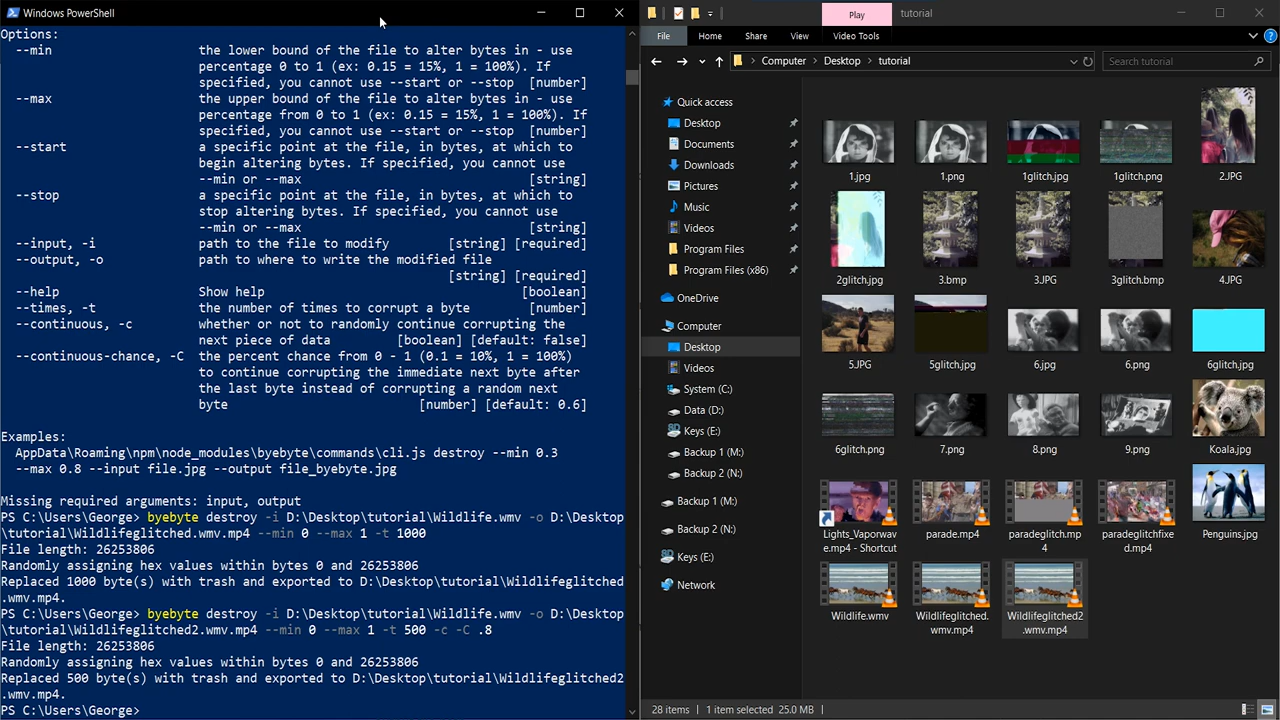 Windows PowerShell
Options:
--min the lower bound of the file to alter bytes in - use
percentage 0 to 1 (ex: 0.15 = 15%, 1 = 100%). If
specified, you cannot use --start or --stop [number]
--max the upper bound of the file to alter bytes in - use
percentage from 0 to 1 (ex: 0.15 = 15%, 1 = 100%). If
specified, you cannot use --start or --stop [number]
--start a specific point at the file, in bytes, at which to
begin altering bytes. If specified, you cannot use
--min or --max [string]
--stop a specific point at the file, in bytes, at which to
stop altering bytes. If specified, you cannot use
--min or --max [string]
--input, -i path to the file to modify [string] [required]
--output, -o path to where to write the modified file
[string] [required]
--help Show help [boolean]
--times, -t the number of times to corrupt a byte [number]
--continuous, -c whether or not to randomly continue corrupting the
next piece of data [boolean] [default: false]
--continuous-chance, -C the percent chance from 0 - 1 (0.1 = 10%, 1 = 100%)
to continue corrupting the immediate next byte after
the last byte instead of corrupting a random next
byte [number] [default: 0.6]
Examples:
AppData\Roaming\npm\node_modules\byebyte\commands\cli.js destroy --min 0.3
--max 0.8 --input file.jpg --output file_byebyte.jpg
Missing required arguments: input, output
PS C:\Users\George> byebyte destroy -i D:\Desktop\tutorial\Wildlife.wmv -o D:\Desktop
\tutorial\Wildlifeglitched.wmv.mp4 --min 0 --max 1 -t 1000
File length: 26253806
Randomly assigning hex values within bytes 0 and 26253806
Replaced 1000 byte(s) with trash and exported to D:\Desktop\tutorial\Wildlifeglitched
.wmv.mp4.
PS C:\Users\George> byebyte destroy -i D:\Desktop\tutorial\Wildlife.wmv -o D:\Desktop
\tutorial\Wildlifeglitched2.wmv.mp4 --min 0 --max 1 -t 500 -c -C .8
File length: 26253806
Randomly assigning hex values within bytes 0 and 26253806
Replaced 500 byte(s) with trash and exported to D:\Desktop\tutorial\Wildlifeglitched2
.wmv.mp4.
PS C:\Users\George>
Play tutorial
File Home Share View Video Tools
Computer Desktop tutorial
Search tutorial
Quick access
Desktop
Documents
Downloads
Pictures
Music
Videos
Program Files
Program Files (x86)
OneDrive
Computer
Desktop
Videos
System (C:)
Data (D:)
Keys (E:)
Backup 1 (M:)
Backup 2 (N:)
Backup 1 (M:)
Backup 2 (N:)
Keys (E:)
Network
1.jpg 1.png 1glitch.jpg 1glitch.png 2.JPG
2glitch.jpg 3.bmp 3.JPG 3glitch.bmp 4.JPG
5.JPG 5glitch.jpg 6.jpg 6.png 6glitch.jpg
6glitch.png 7.png 8.png 9.png Koala.jpg
Lights_Vaporwa parade.mp4 paradeglitch.mp paradeglitchfixe Penguins.jpg
ve.mp4 - Shortcut 4 d.mp4
Wildlife.wmv Wildlifeglitched. Wildlifeglitched2
wmv.mp4 .wmv.mp4
28 items 1 item selected 25.0 MB